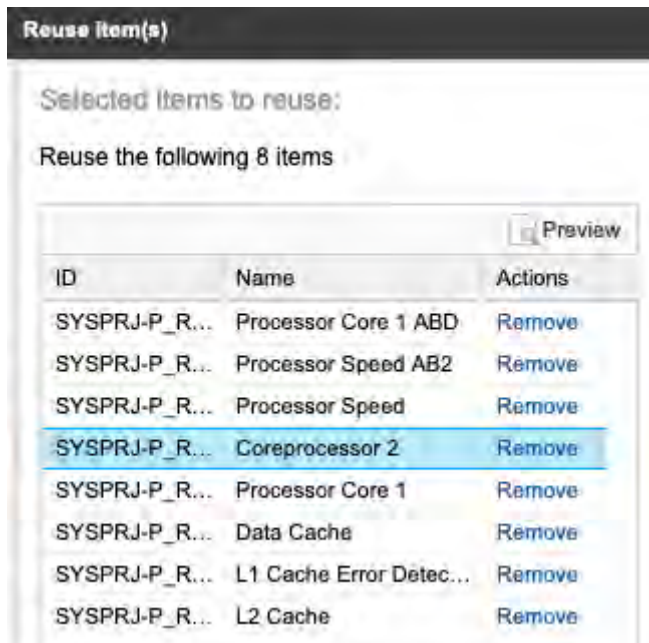 Reuse item(s)
Selected items to reuse:
Reuse the following 8 items
Preview
ID Name Actions
SYSPRJ-P_R... Processor Core 1 ABD Remove
SYSPRJ-P_R... Processor Speed AB2 Remove
SYSPRJ-P_R... Processor Speed Remove
SYSPRJ-P_R... Coreprocessor 2 Remove
SYSPRJ-P_R... Processor Core 1 Remove
SYSPRJ-P_R... Data Cache Remove
SYSPRJ-P_R... L1 Cache Error Detec... Remove
SYSPRJ-P_R... L2 Cache Remove